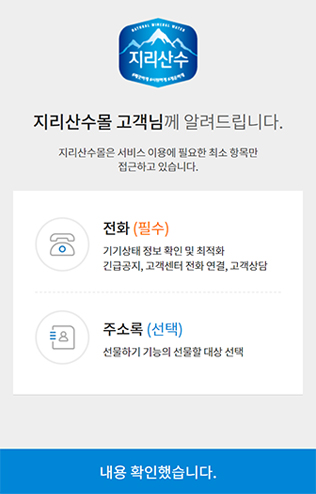 NATURAL MINERAL WATER
지리산수
지리산수몰 고객님께 알려드립니다.
지리산수몰은 서비스 이용에 필요한 최소 항목만
접근하고 있습니다.
전화 (필수)
기기상태 정보 확인 및 최적화
긴급공지, 고객센터 전화 연결, 고객상담
주소록 (선택)
선물하기 기능의 선물할 대상 선택
내용 확인했습니다.